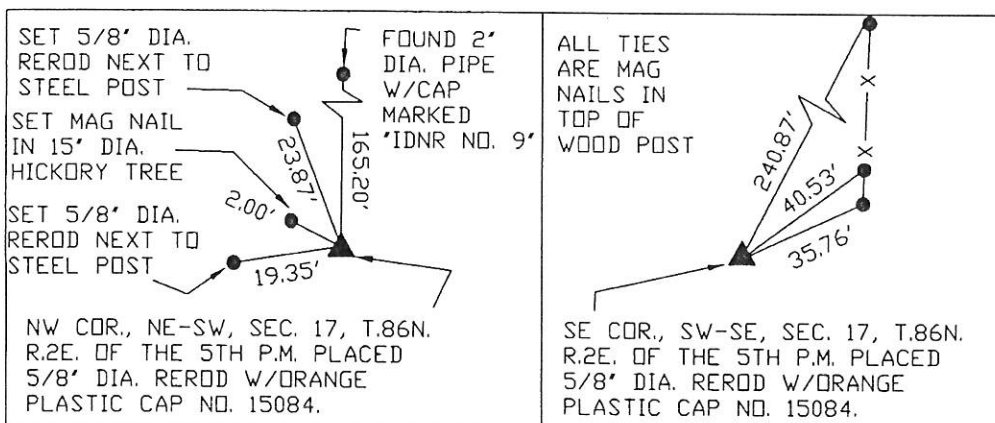 SET 5/8" DIA.
REROD NEXT TO
STEEL POST
FOUND 2"
DIA. PIPE
W/CAP
MARKED
"IDNR NO. 9"
SET MAG NAIL
IN 15" DIA.
HICKORY TREE
SET 5/8" DIA.
REROD NEXT TO
STEEL POST
165.20'
23.87'
2.00'
19.35'
NW COR., NE-SW, SEC. 17, T.86N.
R.2E. OF THE 5TH P.M. PLACED
5/8" DIA. REROD W/ORANGE
PLASTIC CAP NO. 15084.
ALL TIES
ARE MAG
NAILS IN
TOP OF
WOOD POST
X
X
240.87'
40.53'
35.76'
SE COR., SW-SE, SEC. 17, T.86N.
R.2E. OF THE 5TH P.M. PLACED
5/8" DIA. REROD W/ORANGE
PLASTIC CAP NO. 15084.